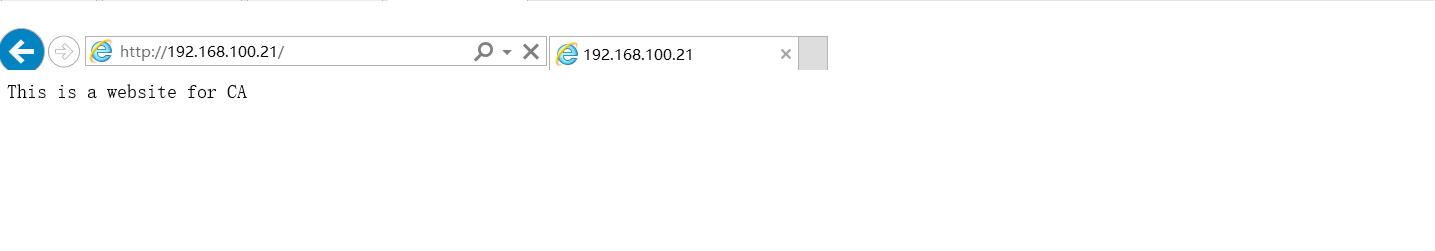 http://192.168.100.21/
192.168.100.21
This is a website for CA